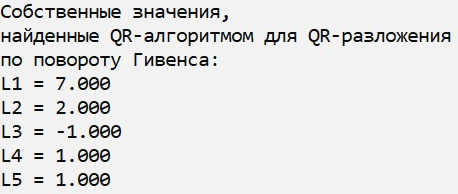 Собственные значения,
найденные QR-алгоритмом для QR-разложения
по повороту Гивенса:
L1 = 7.000
L2 = 2.000
L3 = -1.000
L4 = 1.000
L5 = 1.000